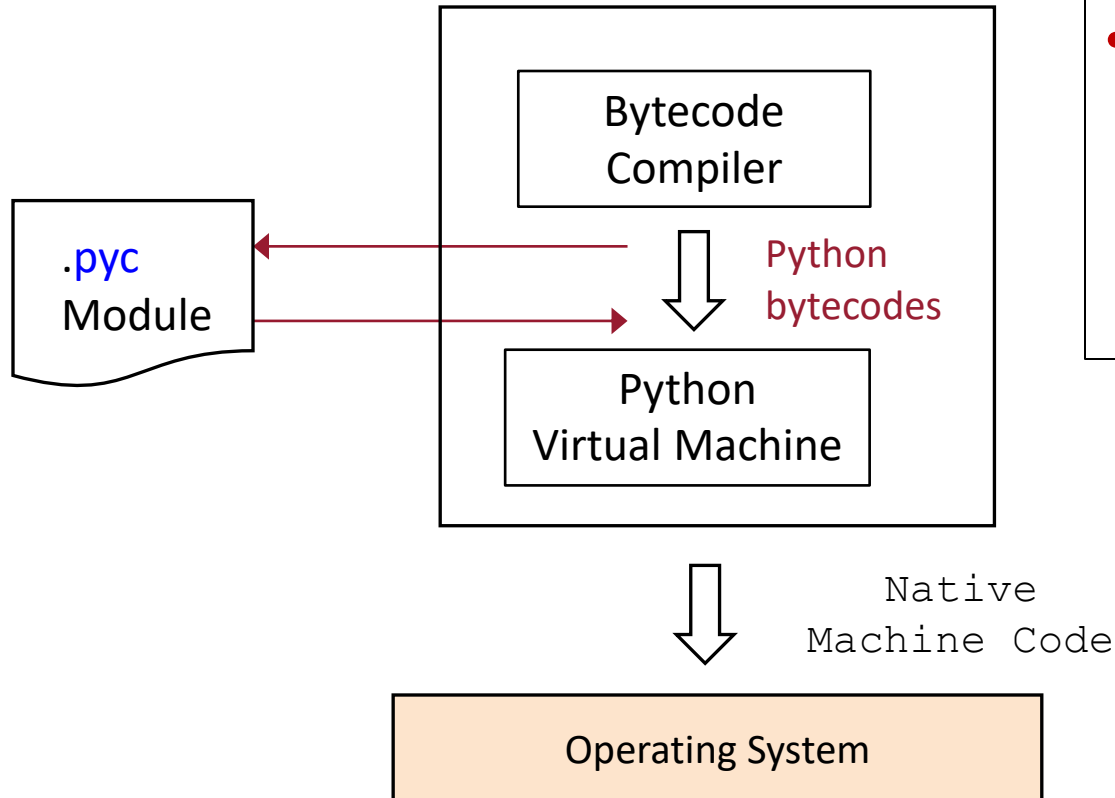 Bytecode
Compiler
.pyc
Module
Python
bytecodes
Python
Virtual Machine
Native
Machine Code
Operating System